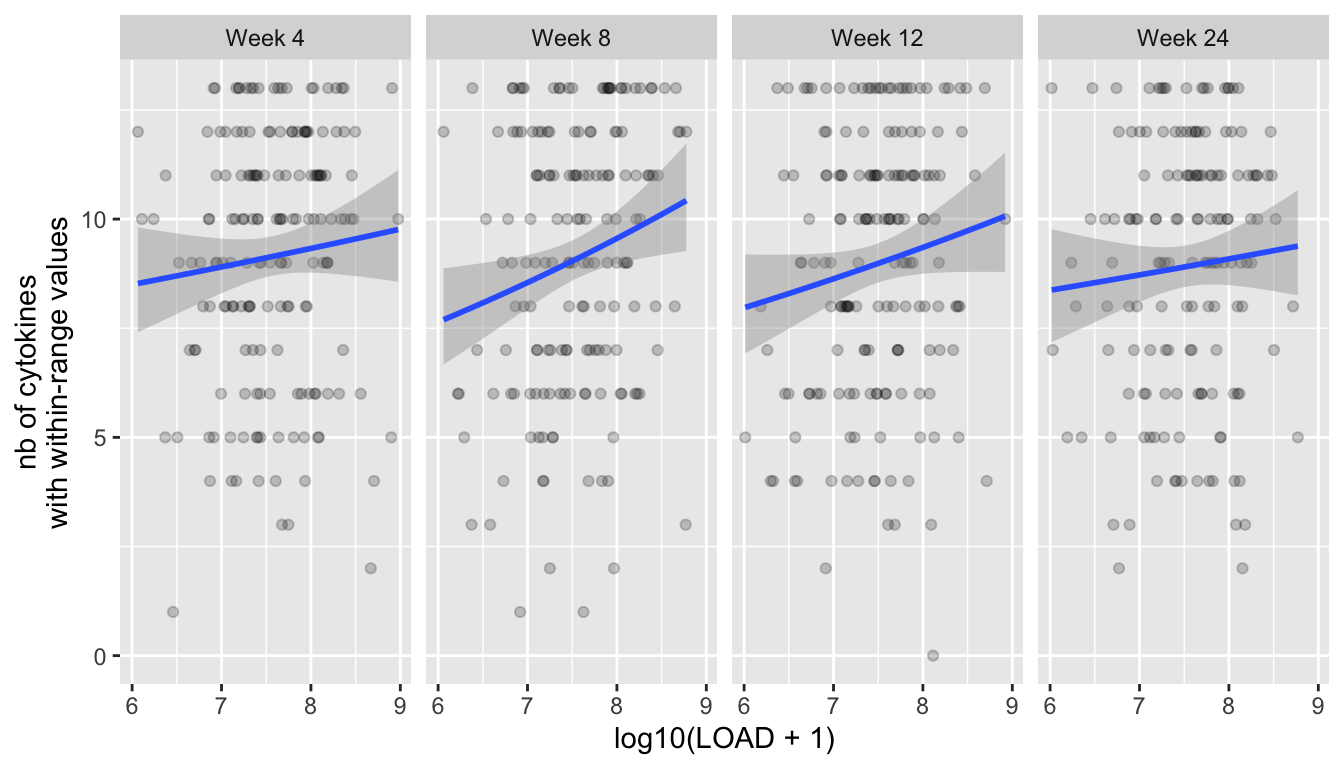 Week 4
Week 8
Week 12
Week 24
nb of cytokines
with within-range values
10
5
0
6 7 8 9
6 7 8 9
6 7 8 9
6 7 8 9
log10(LOAD + 1)